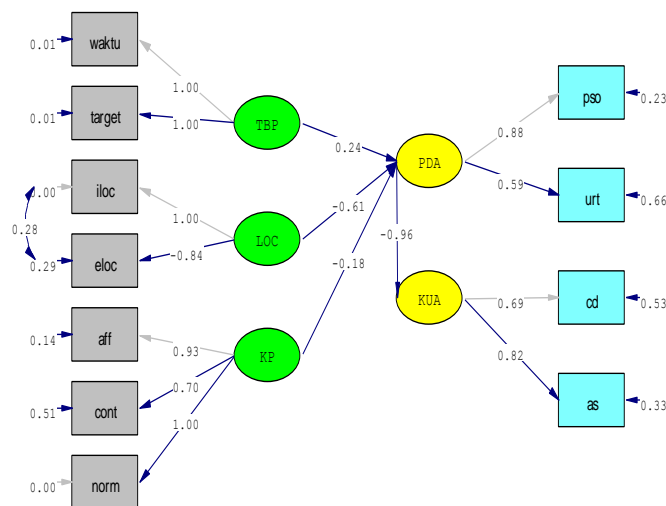 0.01 waktu
1.00
0.01 target
1.00
TBP
0.24
0.00 iloc
1.00
0.28
LOC
-0.61
0.29 eloc
-0.84
-0.18
0.14 aff
0.93
KP
0.51 cont
0.70
1.00
0.00 norm
PDA
-0.96
KUA
0.88
pso 0.23
0.59
urt 0.66
0.69
cd 0.53
0.82
as 0.33